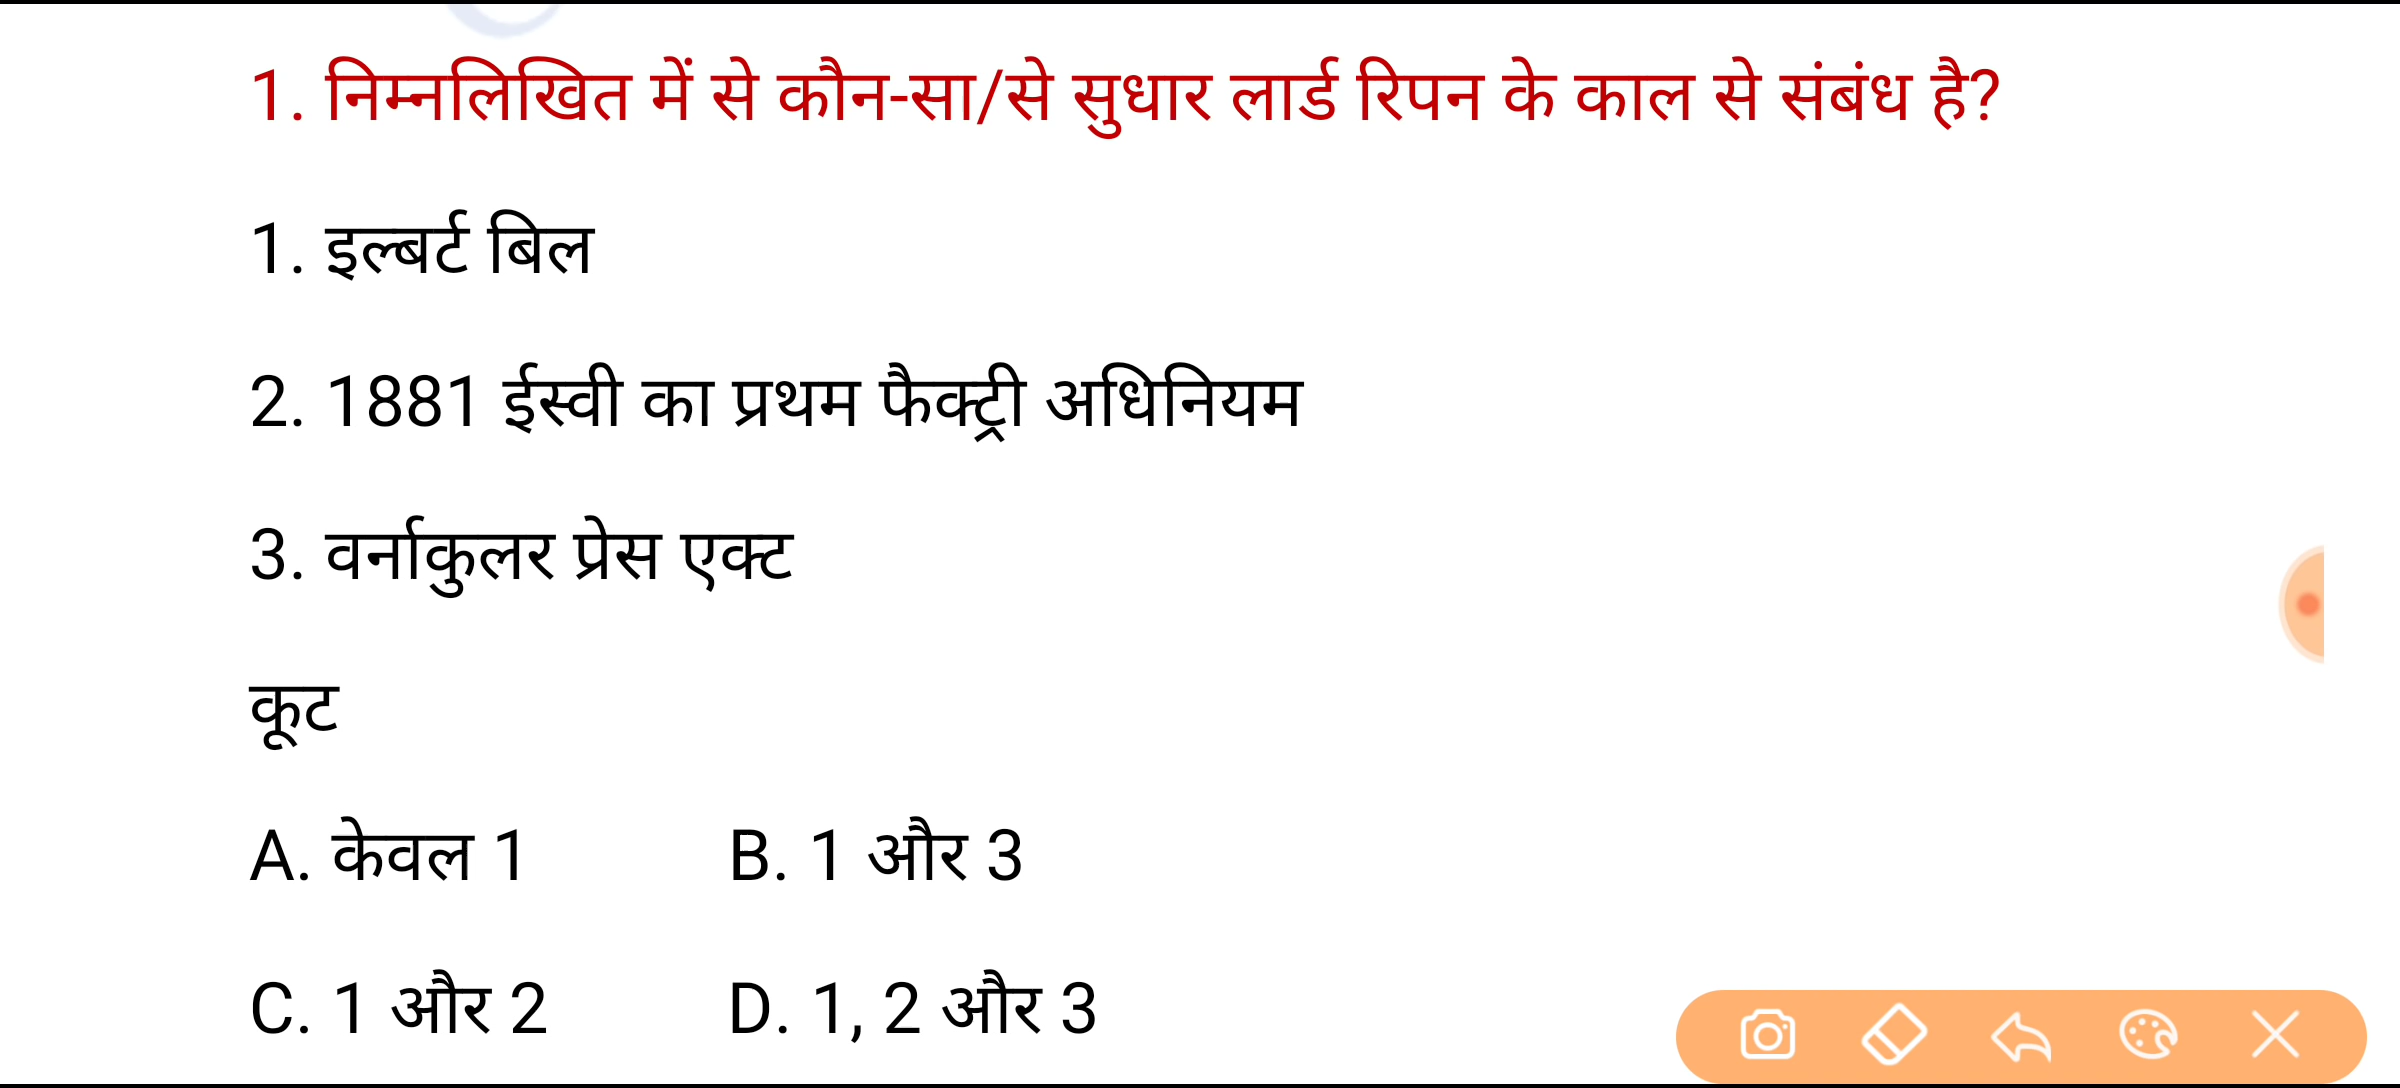 1. निम्नलिखित में से कौन-सा/से सुधार लार्ड रिपन के काल से संबंध है?
1. इल्बर्ट बिल
2. 1881 ईस्वी का प्रथम फैक्ट्री अधिनियम
3. वर्नाकुलर प्रेस एक्ट
कूट
A. केवल 1 B. 1 और 3
C. 1 और 2 D. 1, 2 और 3